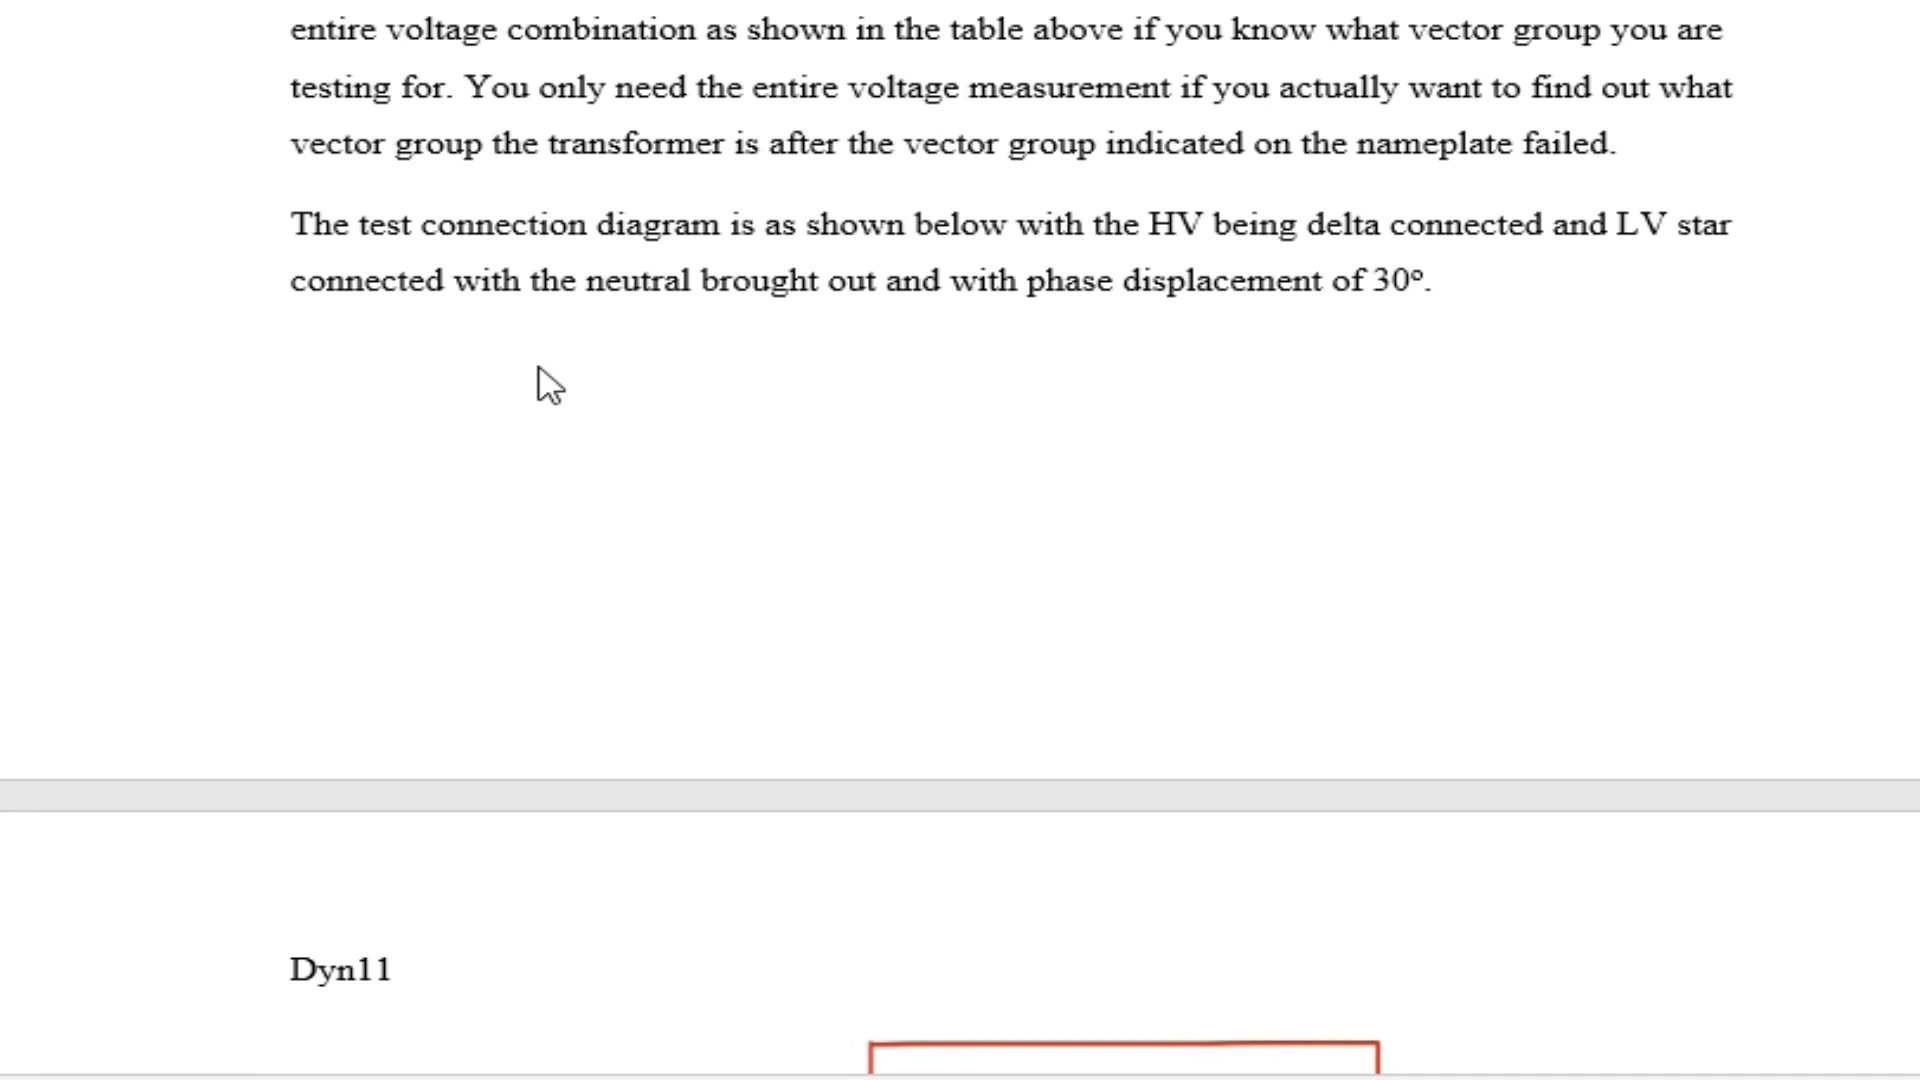 entire voltage combination as shown in the table above if you know what vector group you are
testing for. You only need the entire voltage measurement if you actually want to find out what
vector group the transformer is after the vector group indicated on the nameplate failed.
The test connection diagram is as shown below with the HV being delta connected and LV star
connected with the neutral brought out and with phase displacement of 30°.
Dyn11